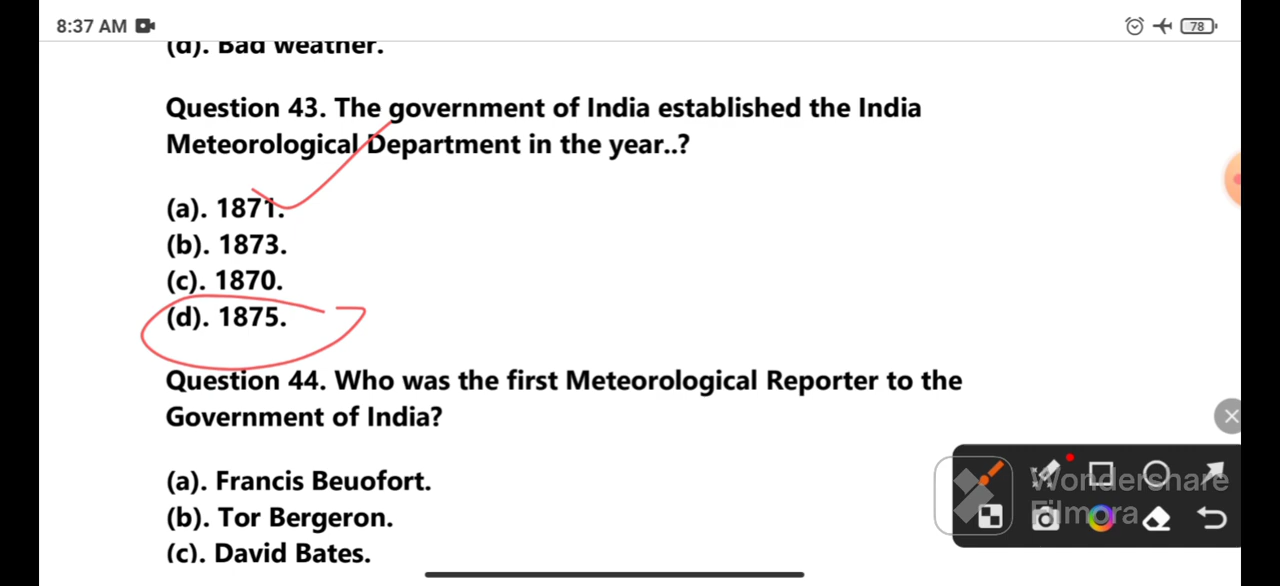 8:37 AM
78
(d). Bad weather.
Question 43. The government of India established the India
Meteorological Department in the year..?
(a). 1871.
(b). 1873.
(c). 1870.
(d). 1875.
Question 44. Who was the first Meteorological Reporter to the
Government of India?
(a). Francis Beuofort.
(b). Tor Bergeron.
(c). David Bates.
Wondershare
Filmora